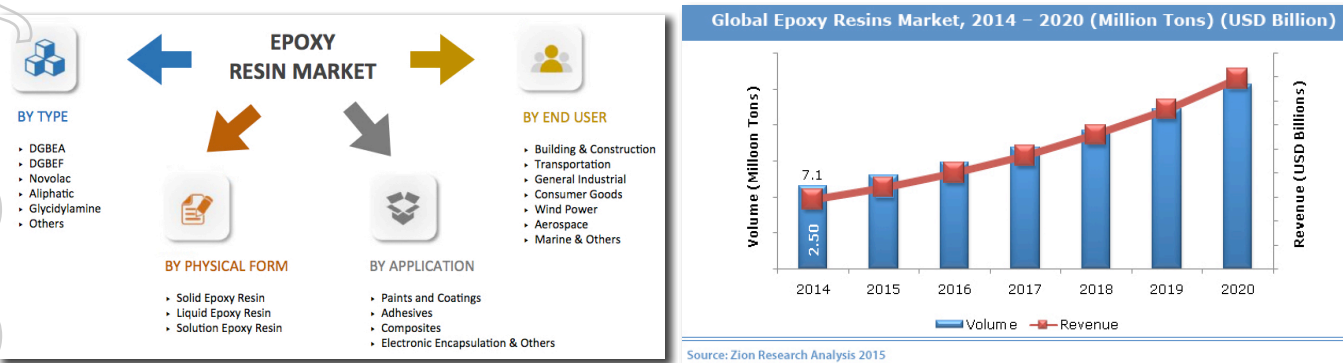 EPOXY
RESIN MARKET
BY TYPE
‣ DGBEA
‣ DGBEF
‣ Novolac
‣ Aliphatic
‣ Glycidylamine
‣ Others
BY PHYSICAL FORM
‣ Solid Epoxy Resin
‣ Liquid Epoxy Resin
‣ Solution Epoxy Resin
BY APPLICATION
‣ Paints and Coatings
‣ Adhesives
‣ Composites
‣ Electronic Encapsulation & Others
BY END USER
‣ Building & Construction
‣ Transportation
‣ General Industrial
‣ Consumer Goods
‣ Wind Power
‣ Aerospace
‣ Marine & Others
Global Epoxy Resins Market, 2014 – 2020 (Million Tons) (USD Billion)
Volume (Milloon Tons)
7.1
2.50
Revenue (USD Billions)
2014 2015 2016 2017 2018 2019 2020
Volume Revenue
Source: Zion Research Analysis 2015